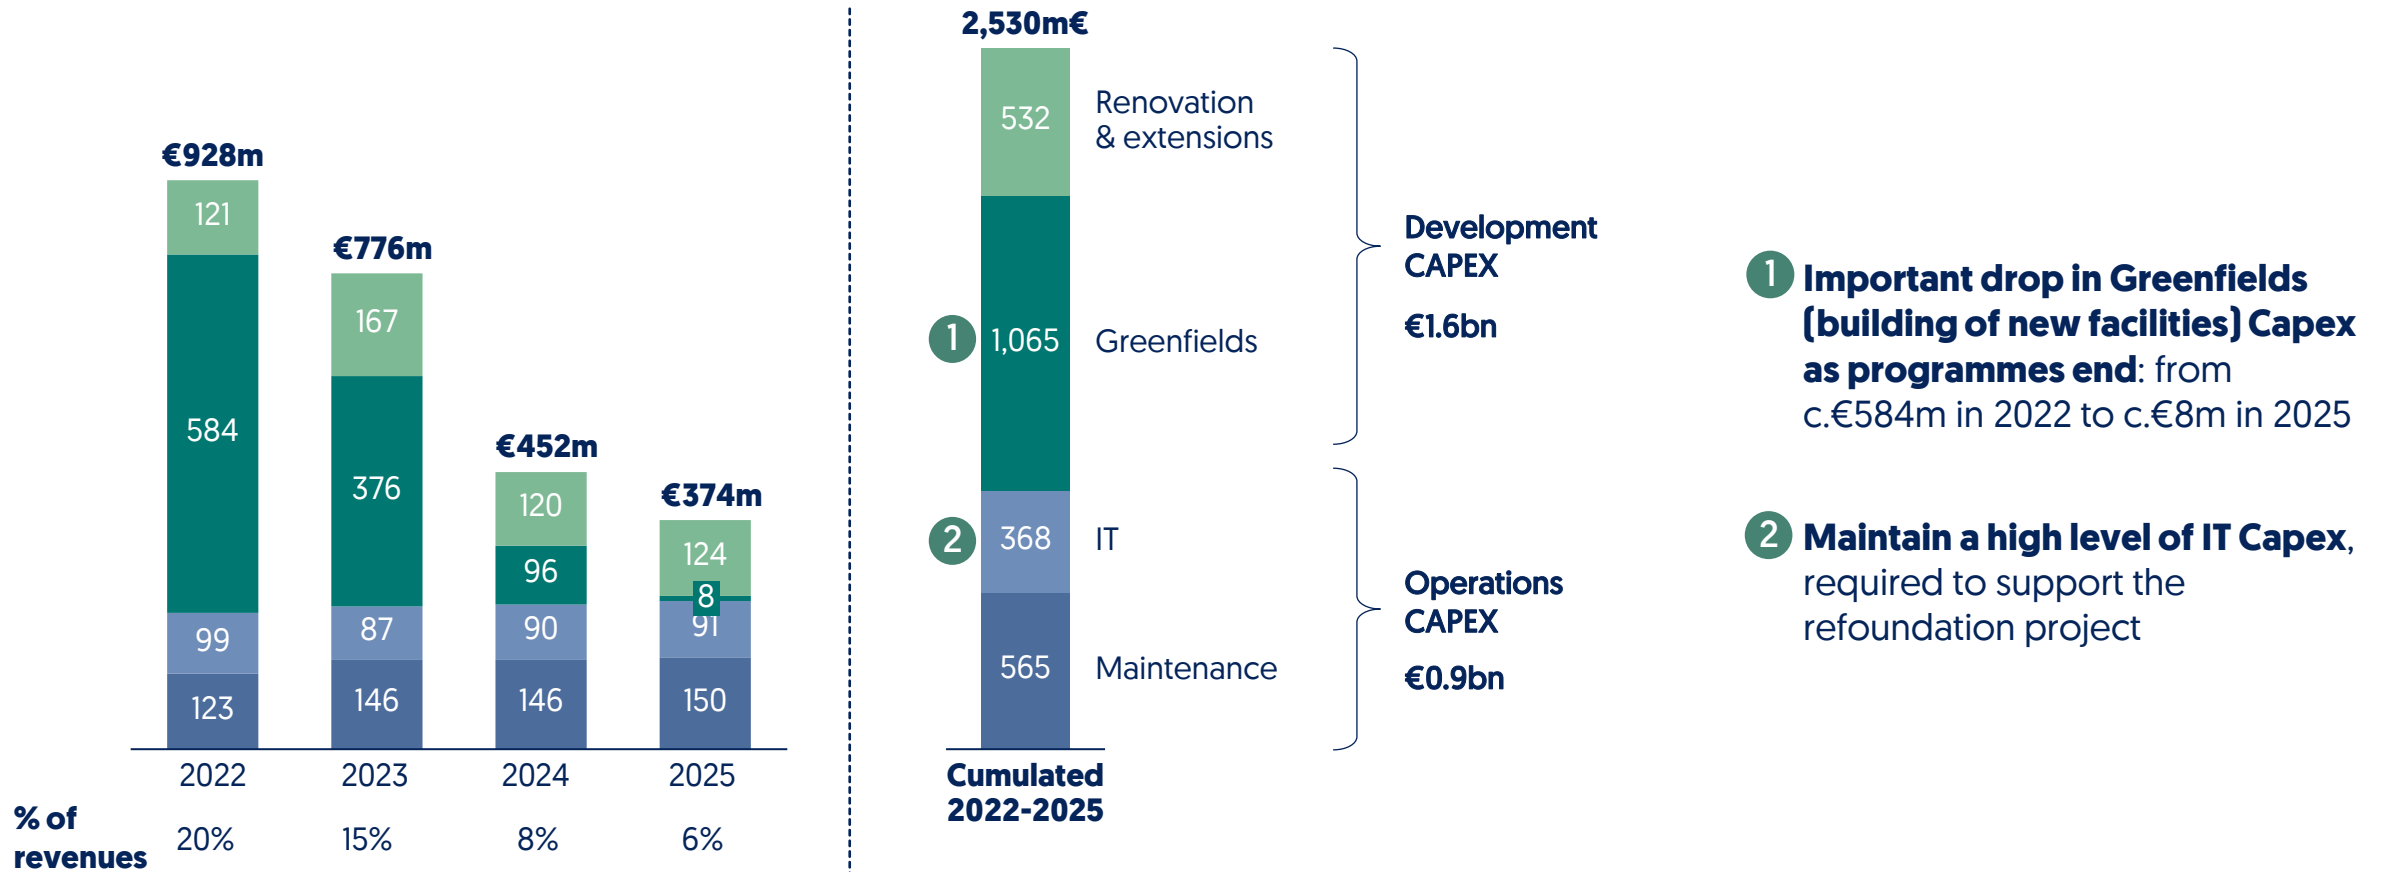 €928m
121
584
99
123
€776m
167
376
87
146
€452m
120
96
90
146
€374m
124
8
91
150
2022 2023 2024 2025
% of
revenues
20% 15% 8% 6%
2,530m€
532
1,065
368
565
1
2
Renovation
& extensions
Greenfields
IT
Maintenance
Cumulated
2022-2025
Development
CAPEX
€1.6bn
Operations
CAPEX
€0.9bn
1 Important drop in Greenfields
(building of new facilities) Capex
as programmes end: from
c.€584m in 2022 to c.€8m in 2025
2 Maintain a high level of IT Capex,
required to support the
refoundation project